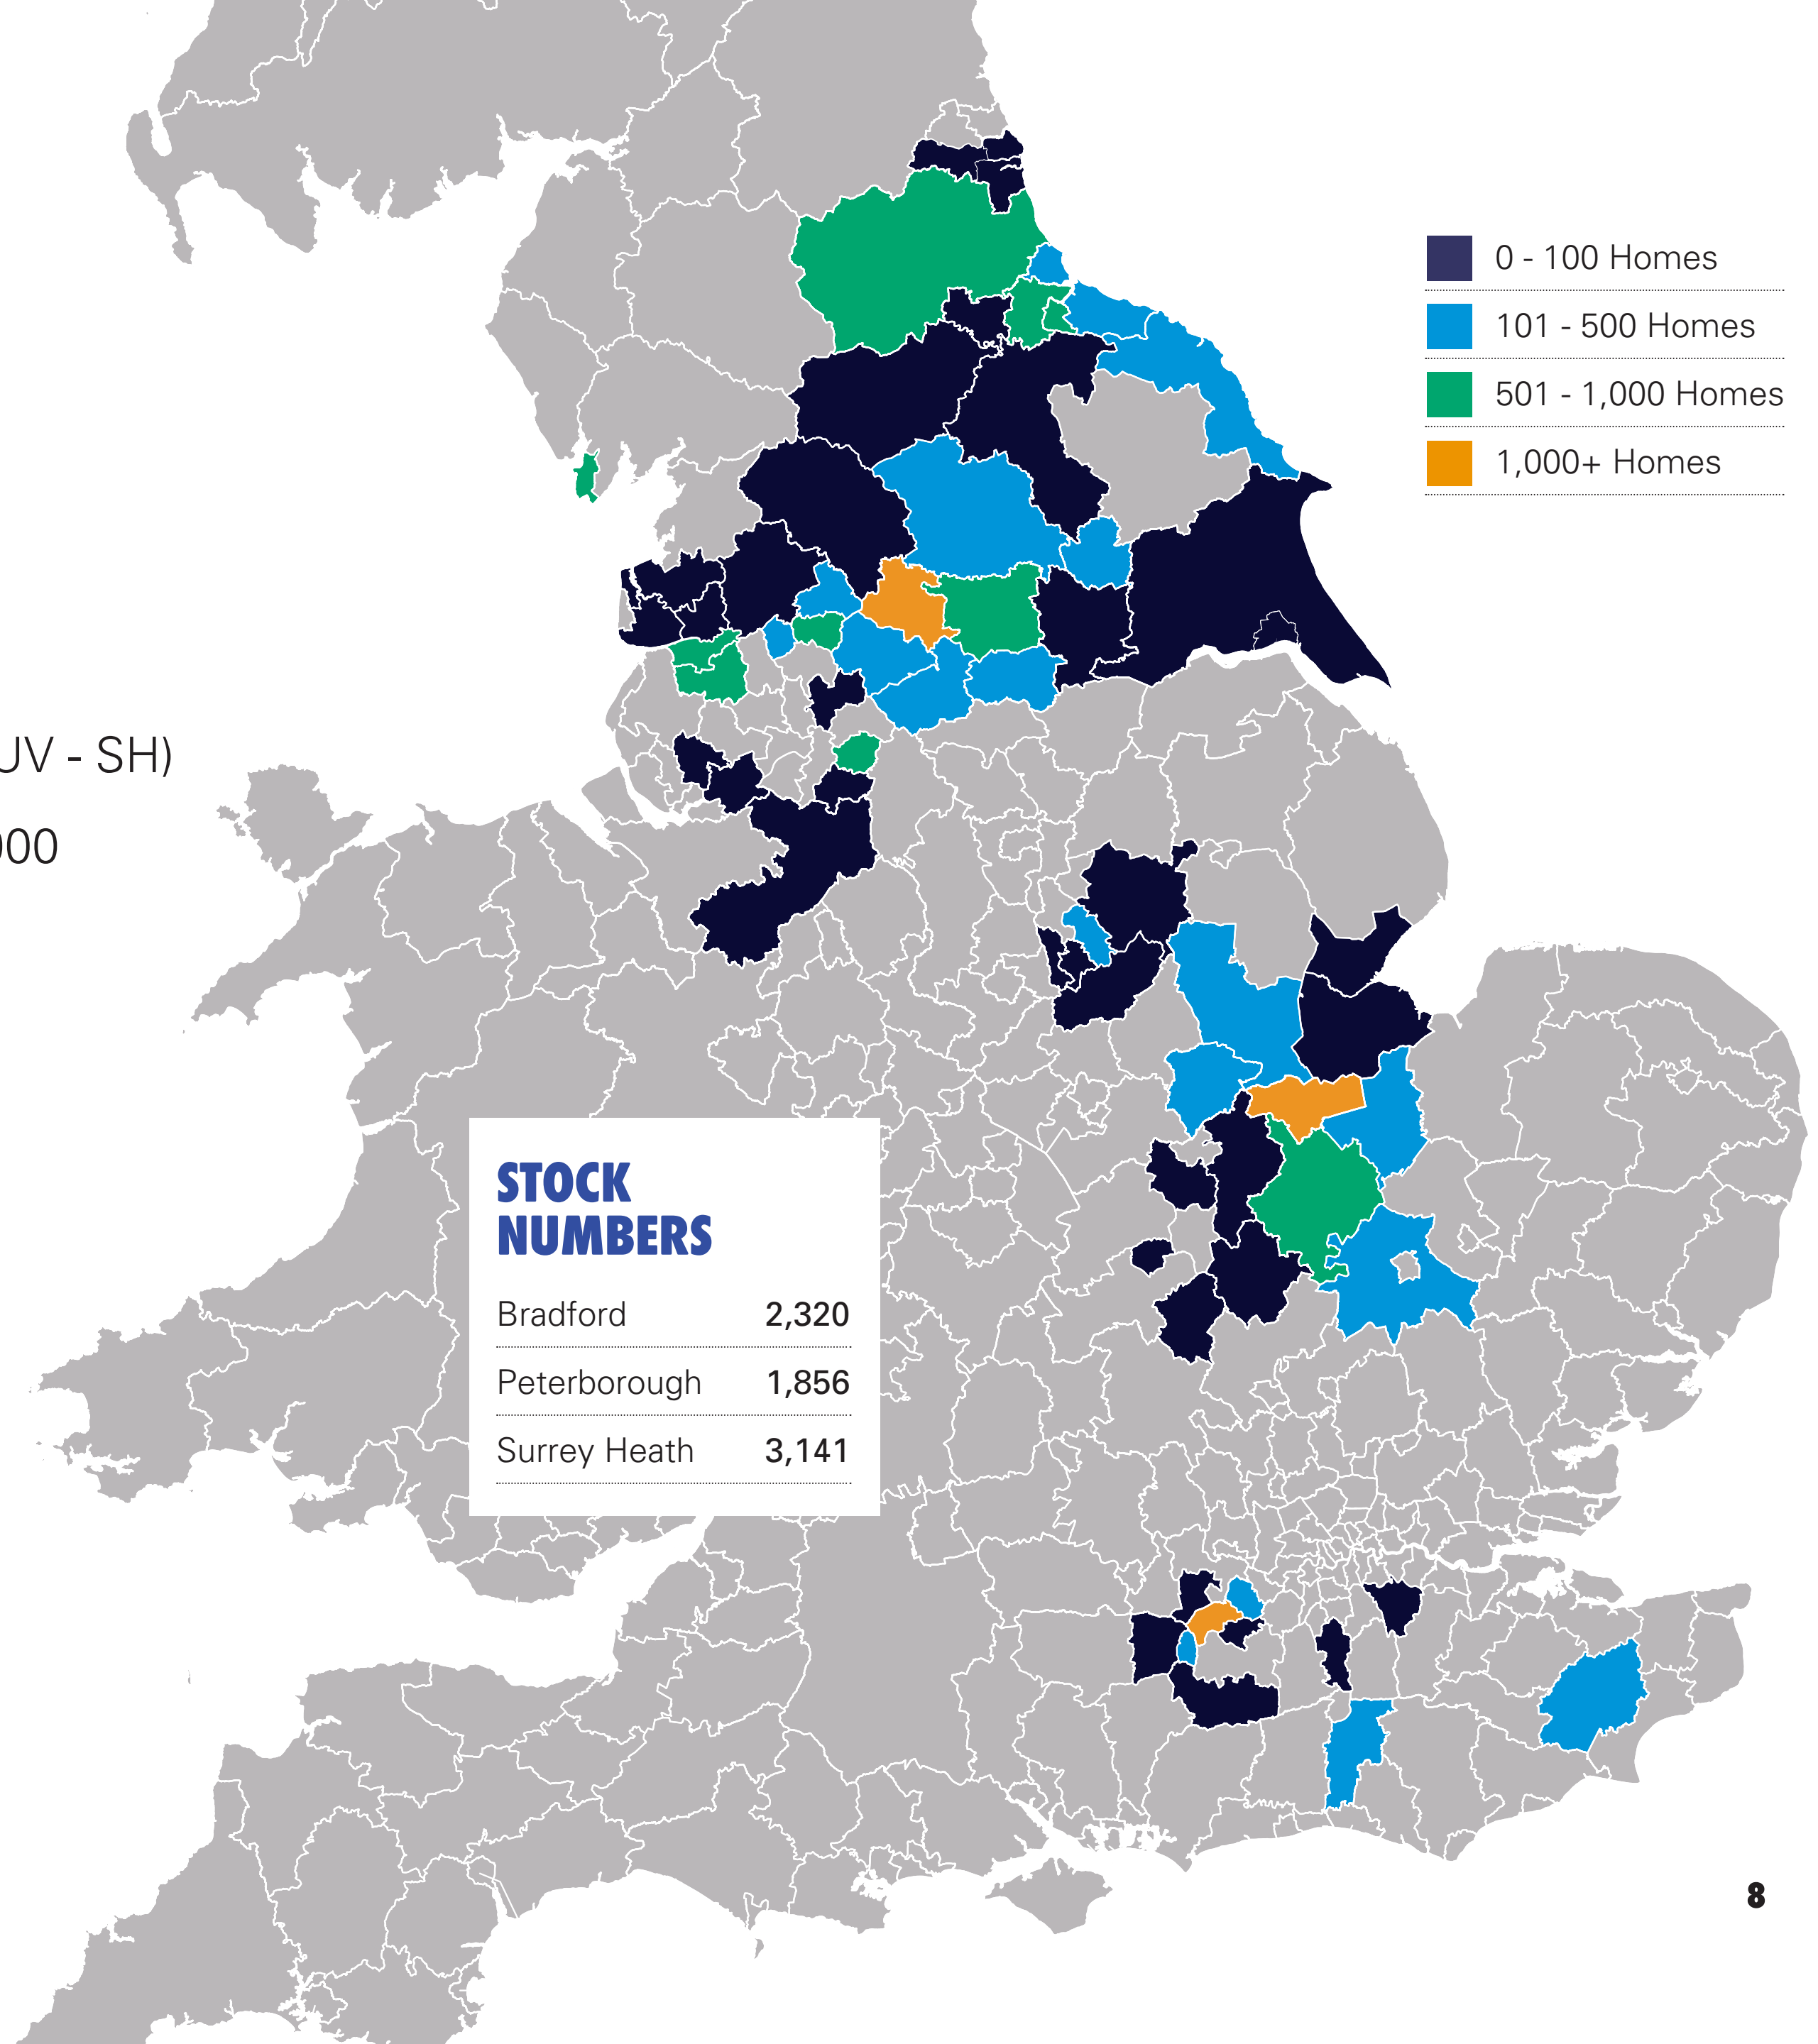 0 - 100 Homes
101 - 500 Homes
501 - 1,000 Homes
1,000+ Homes
UV - SH)
000
STOCK
NUMBERS
Bradford 2,320
Peterborough 1,856
Surrey Heath 3,141
8